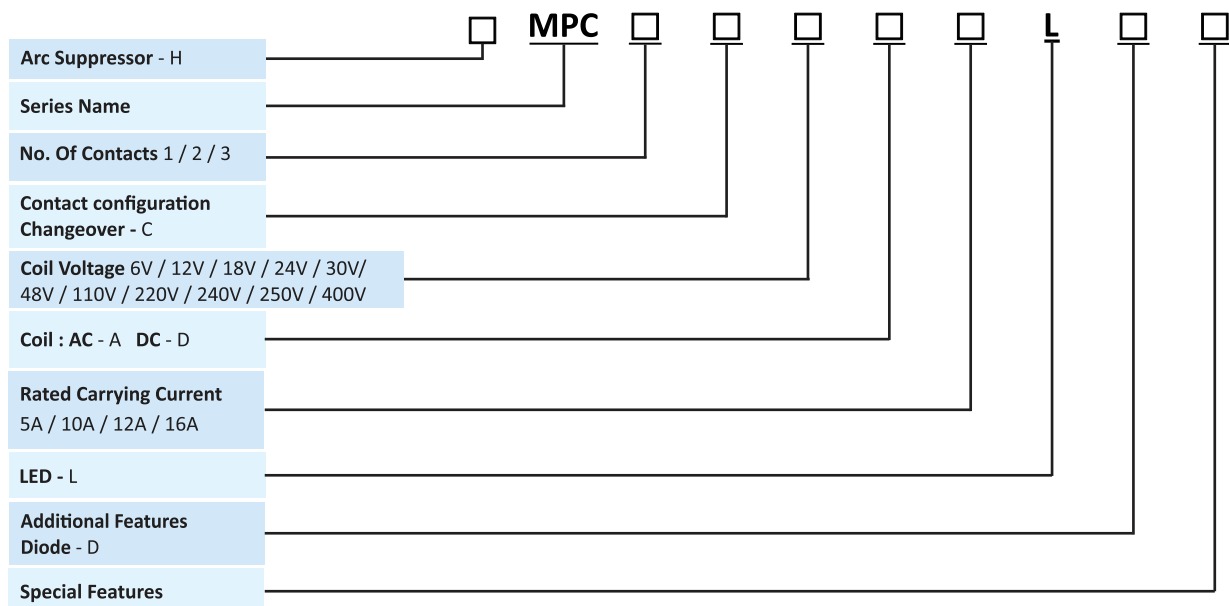 □ MPC □ □ □ □ □ L □ □
Arc Suppressor - H
Series Name
No. Of Contacts 1 / 2 / 3
Contact configuration
Changeover - C
Coil Voltage 6V / 12V / 18V / 24V / 30V/
48V / 110V / 220V / 240V / 250V / 400V
Coil : AC - A DC - D
Rated Carrying Current
5A / 10A / 12A / 16A
LED - L
Additional Features
Diode - D
Special Features